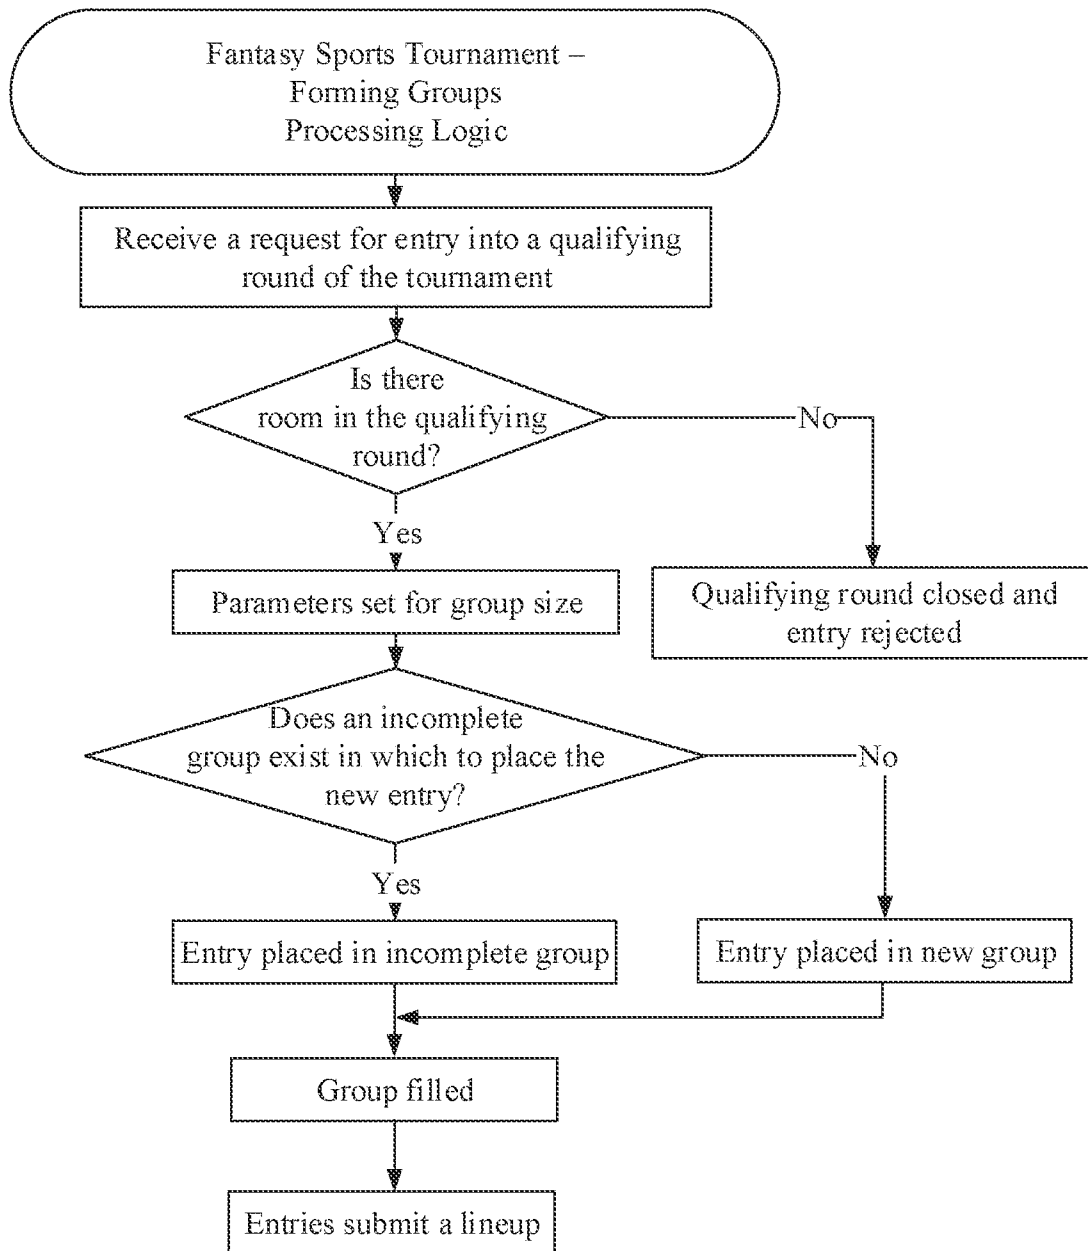 Fantasy Sports Tournament –
Forming Groups
Processing Logic
Receive a request for entry into a qualifying
round of the tournament
Is there
room in the qualifying
round?
No
Yes
Parameters set for group size
Qualifying round closed and
entry rejected
Does an incomplete
group exist in which to place the
new entry?
No
Yes
Entry placed in incomplete group
Entry placed in new group
Group filled
Entries submit a lineup